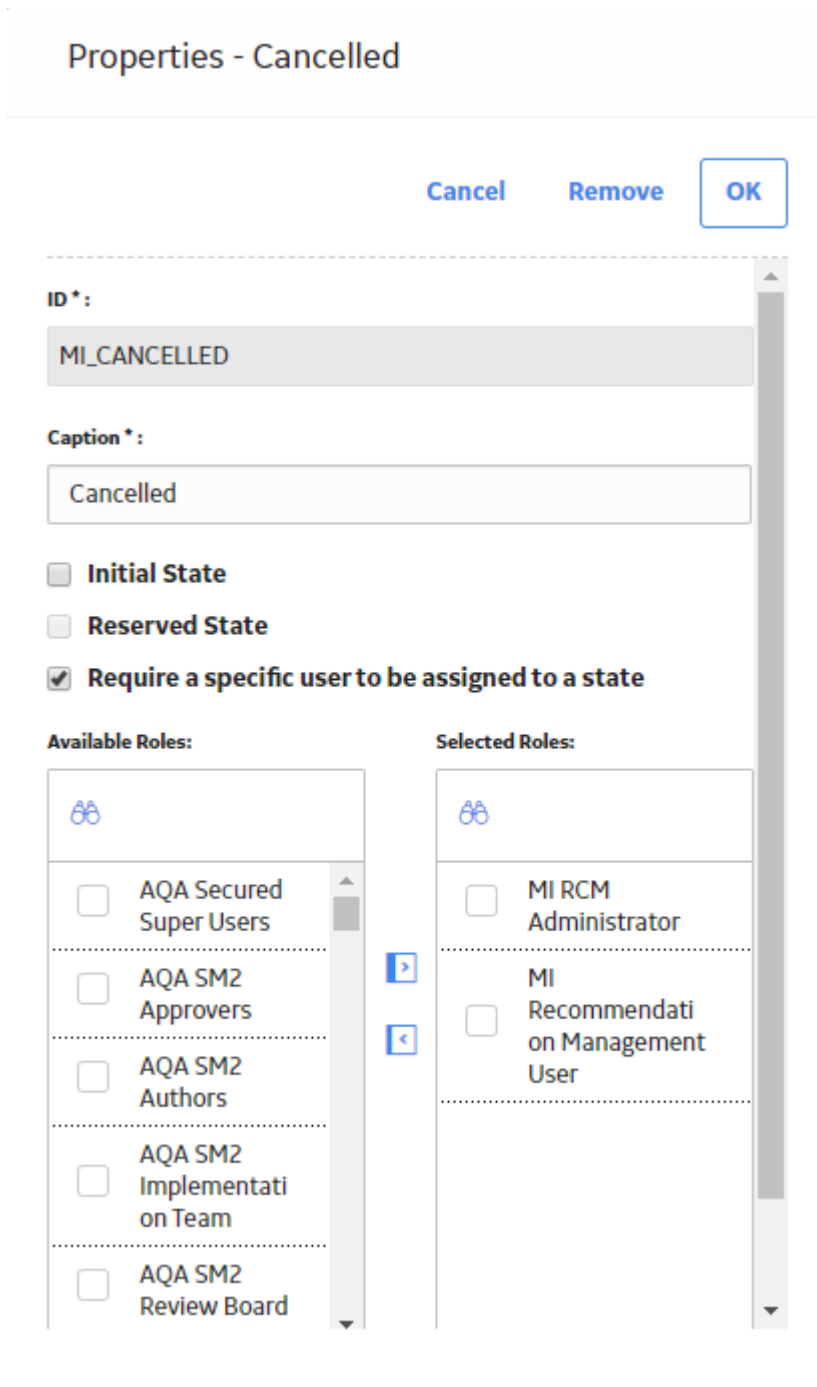 Properties - Cancelled
Cancel Remove OK
ID * :
MI_CANCELLED
Caption * :
Cancelled
Initial State
Reserved State
Require a specific user to be assigned to a state
Available Roles:
AQA Secured
Super Users
AQA SM2
Approvers
AQA SM2
Authors
AQA SM2
Implementati
on Team
AQA SM2
Review Board
Selected Roles:
MI RCM
Administrator
MI
Recommendati
on Management
User